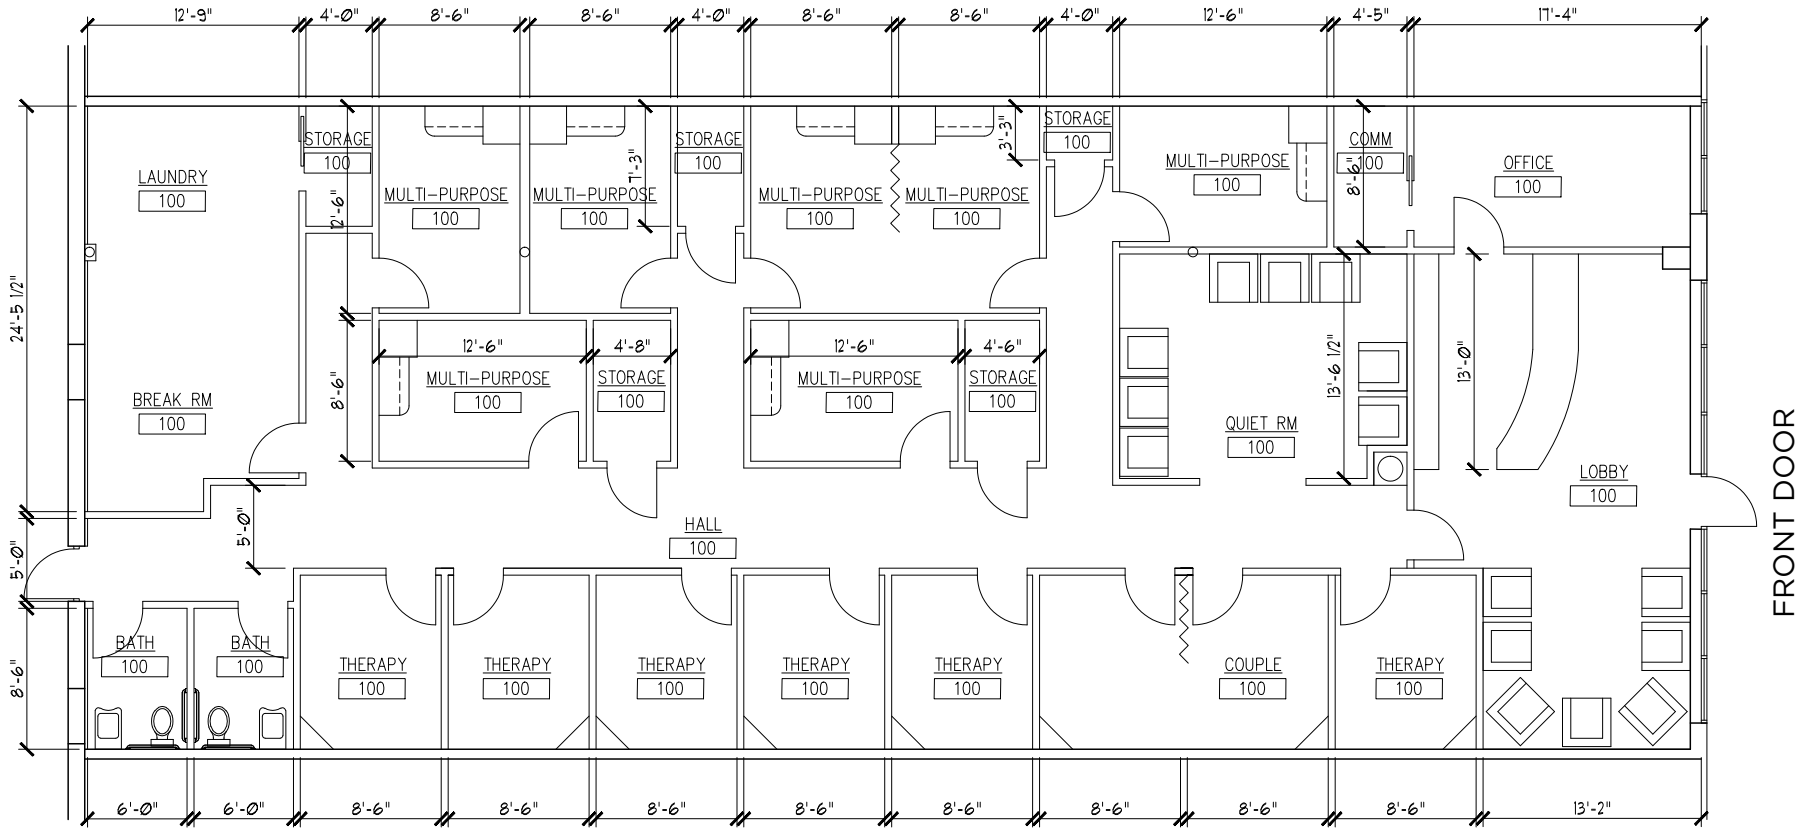 12'-9" 4'-0" 8'-6" 8'-6" 4'-0" 8'-6" 8'-6" 4'-0" 12'-6" 4'-5" 17'-4"
STORAGE
100
STORAGE
100
STORAGE
100
3'-3"
COMM
100
8'-6"
OFFICE
100
LAUNDRY
100
12'-6"
7'-3"
MULTI-PURPOSE
100
MULTI-PURPOSE
100
MULTI-PURPOSE
100
MULTI-PURPOSE
100
MULTI-PURPOSE
100
24'-5 1/2"
12'-6" 4'-8" 12'-6" 4'-6"
8'-6"
13'-6 1/2"
13'-0"
MULTI-PURPOSE
100
STORAGE
100
MULTI-PURPOSE
100
STORAGE
100
BREAK RM
100
QUIET RM
100
LOBBY
100
FRONT DOOR
5'-0"
5'-0"
HALL
100
8'-6"
BATH
100
BATH
100
THERAPY
100
THERAPY
100
THERAPY
100
THERAPY
100
THERAPY
100
COUPLE
100
THERAPY
100
6'-0" 6'-0" 8'-6" 8'-6" 8'-6" 8'-6" 8'-6" 8'-6" 8'-6" 8'-6" 13'-2"